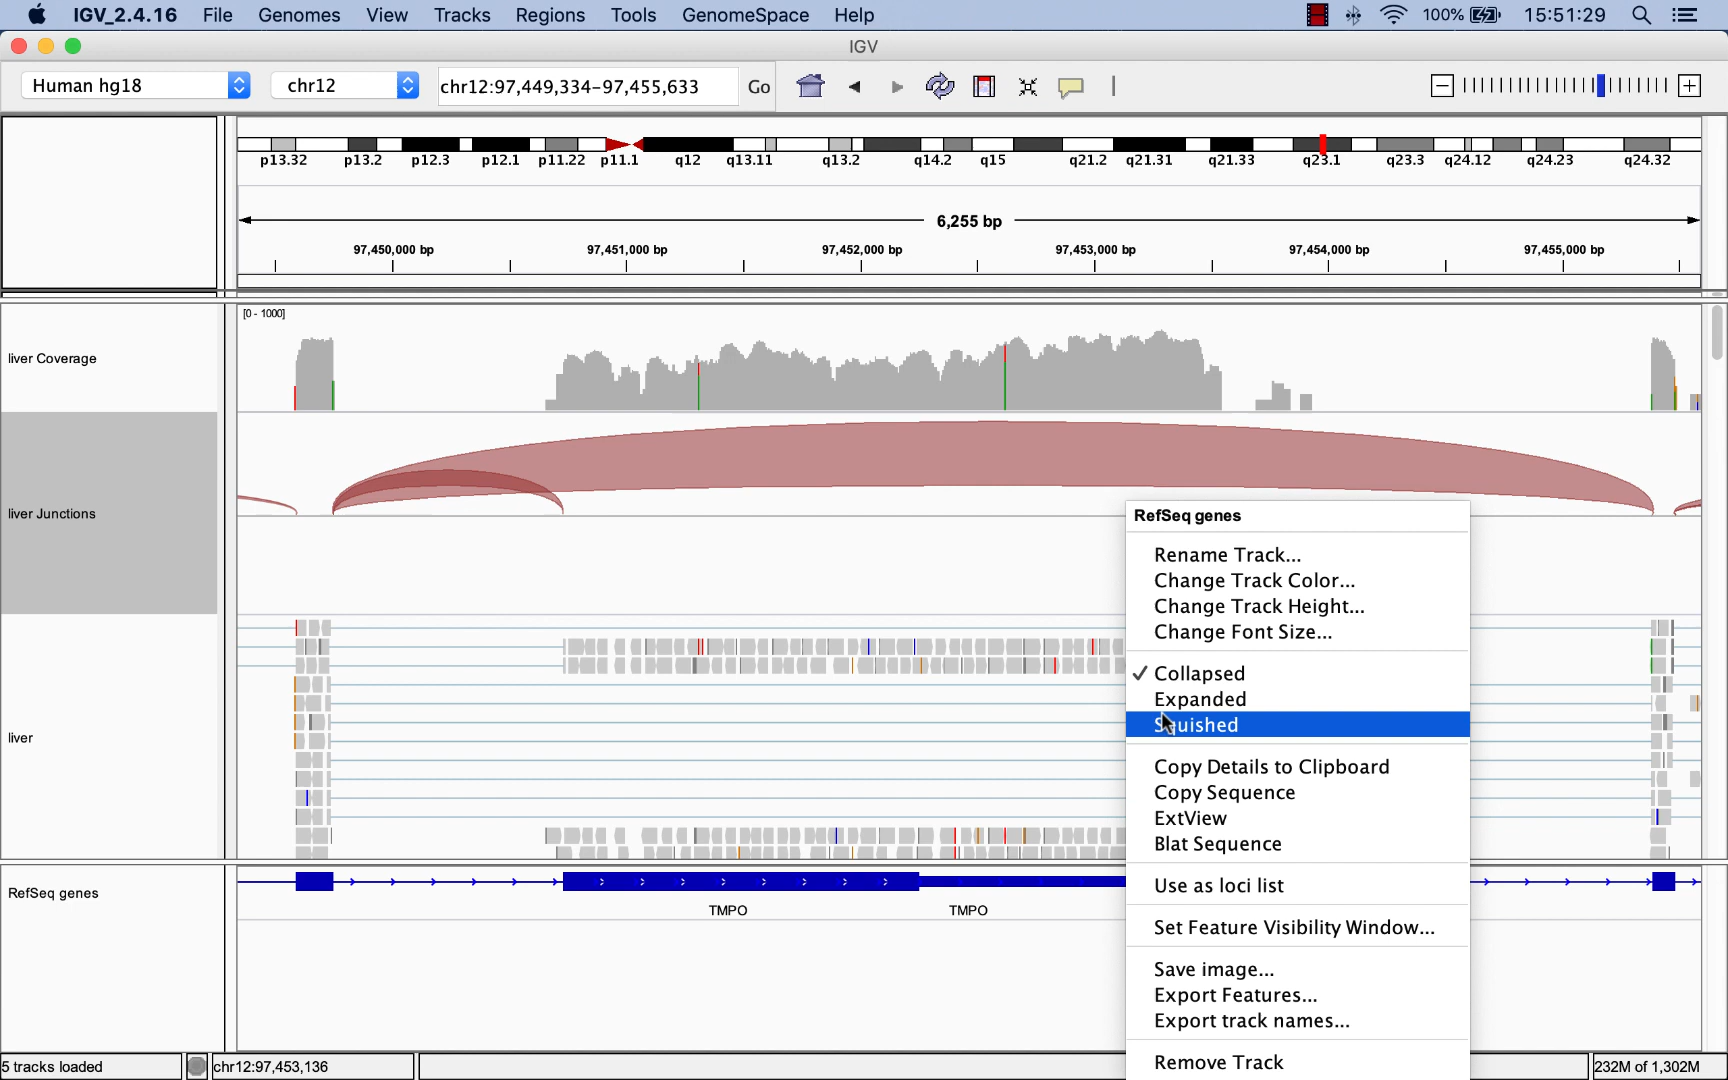 IGV_2.4.16 File Genomes View Tracks Regions Tools GenomeSpace Help 100% 15:51:29
IGV
Human hg18 chr12 chr12:97,449,334-97,455,633 Go
p13.32 p13.2 p12.3 p12.1 p11.22 p11.1 q12 q13.11 q13.2 q14.2 q15 q21.2 q21.31 q21.33 q23.1 q23.3 q24.12 q24.23 q24.32
6,255 bp
97,450,000 bp 97,451,000 bp 97,452,000 bp 97,453,000 bp 97,454,000 bp 97,455,000 bp
[0 - 1000]
liver Coverage
liver Junctions
liver
RefSeq genes
TMPO TMPO
RefSeq genes
Rename Track...
Change Track Color...
Change Track Height...
Change Font Size...
✓ Collapsed
Expanded
Squished
Copy Details to Clipboard
Copy Sequence
ExtView
Blat Sequence
Use as loci list
Set Feature Visibility Window...
Save image...
Export Features...
Export track names...
Remove Track
5 tracks loaded chr12:97,453,136 232M of 1,302M